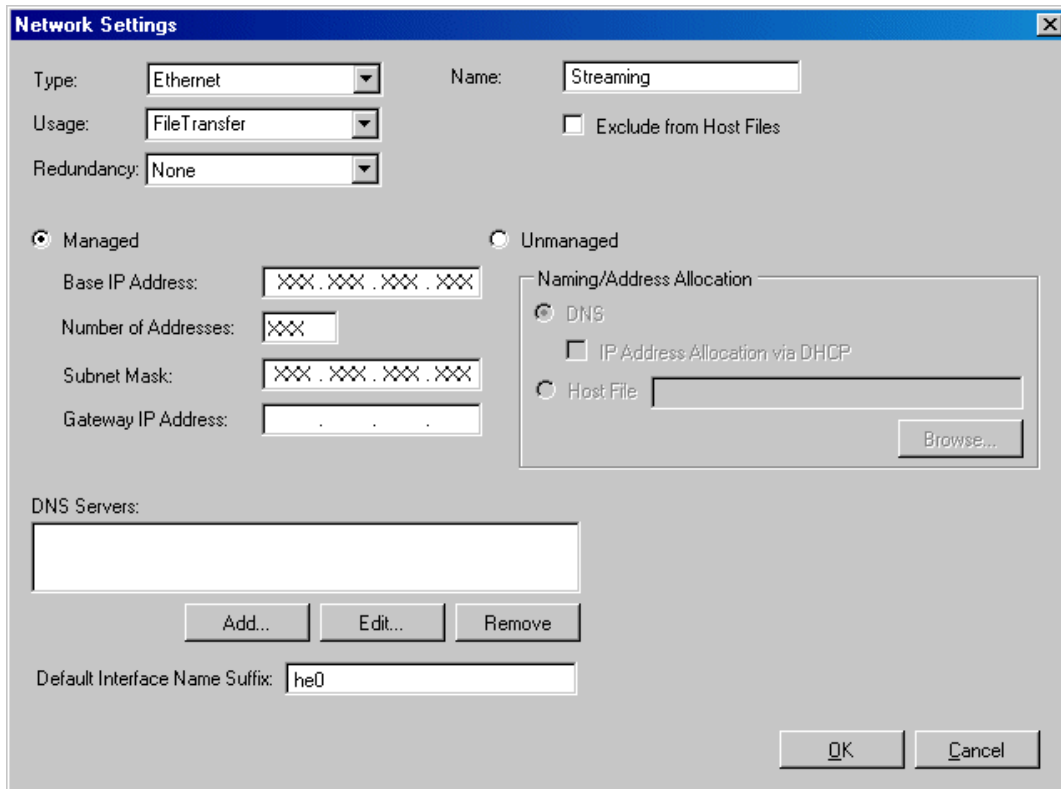 Network Settings
Type: Ethernet Name: Streaming
Usage: FileTransfer Exclude from Host Files
Redundancy: None
Managed Unmanaged
Base IP Address: XXX . XXX . XXX . XXX Naming/Address Allocation
DNS
Number of Addresses: XXX
IP Address Allocation via DHCP
Subnet Mask: XXX . XXX . XXX . XXX
Host File
Gateway IP Address: . . .
Browse...
DNS Servers:
Add... Edit... Remove
Default Interface Name Suffix: he0
OK Cancel